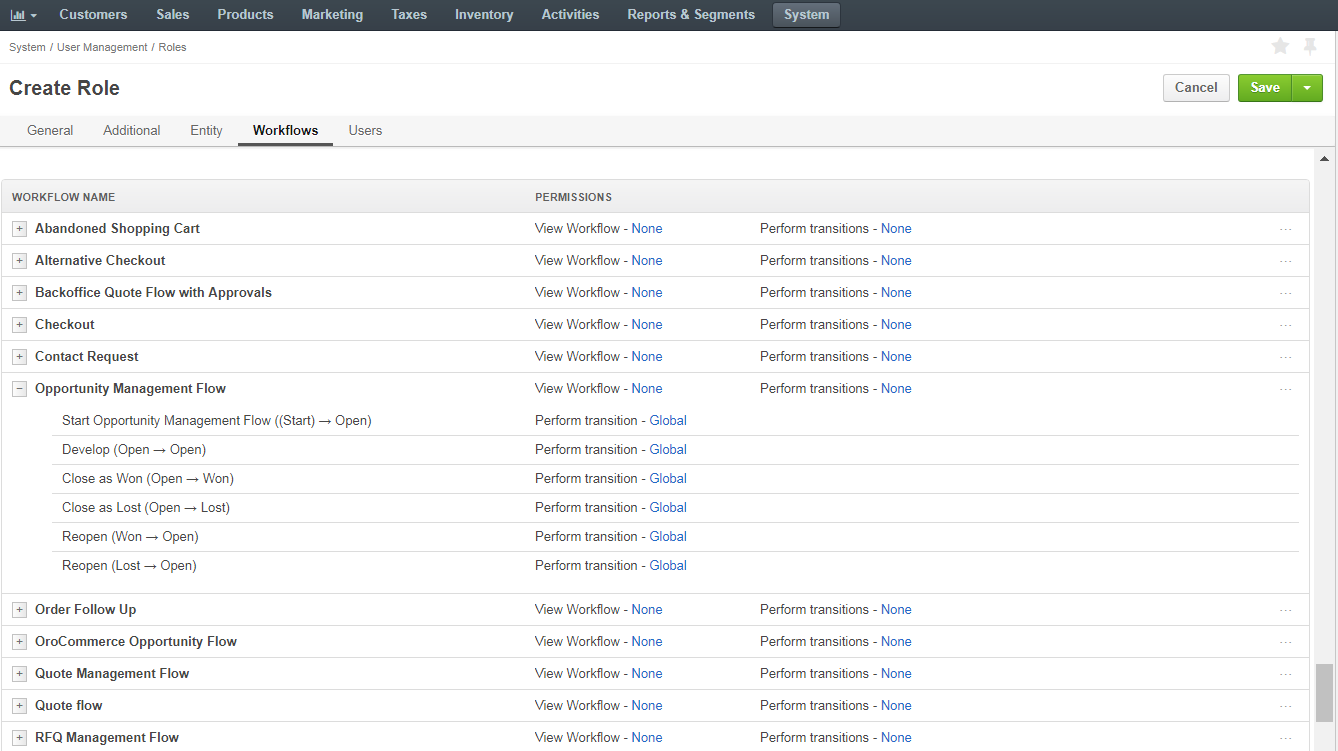 Customers Sales Products Marketing Taxes Inventory Activities Reports & Segments System
System / User Management / Roles
Create Role Cancel Save
General Additional Entity Workflows Users
WORKFLOW NAME PERMISSIONS
Abandoned Shopping Cart View Workflow - None Perform transitions - None ...
Alternative Checkout View Workflow - None Perform transitions - None ...
Backoffice Quote Flow with Approvals View Workflow - None Perform transitions - None ...
Checkout View Workflow - None Perform transitions - None ...
Contact Request View Workflow - None Perform transitions - None ...
Opportunity Management Flow View Workflow - None Perform transitions - None ...
Start Opportunity Management Flow ((Start) → Open) Perform transition - Global
Develop (Open → Open) Perform transition - Global
Close as Won (Open → Won) Perform transition - Global
Close as Lost (Open → Lost) Perform transition - Global
Reopen (Won → Open) Perform transition - Global
Reopen (Lost → Open) Perform transition - Global
Order Follow Up View Workflow - None Perform transitions - None ...
OroCommerce Opportunity Flow View Workflow - None Perform transitions - None ...
Quote Management Flow View Workflow - None Perform transitions - None ...
Quote flow View Workflow - None Perform transitions - None ...
RFQ Management Flow View Workflow - None Perform transitions - None ...